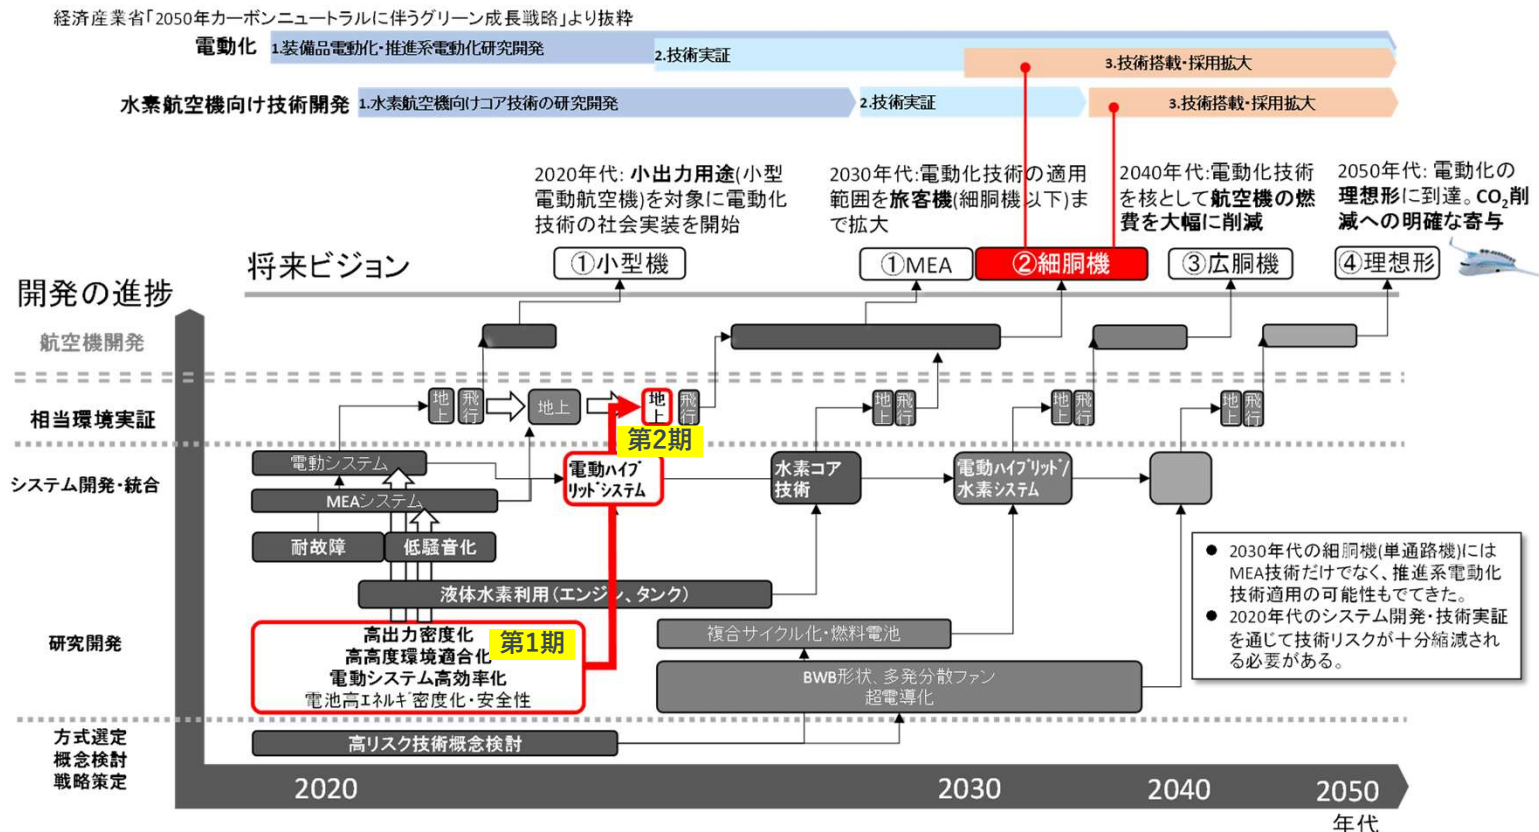 経済産業省「2050年カーボンニュートラルに伴うグリーン成長戦略」より抜粋
電動化
1.装備品電動化・推進系電動化研究開発
2.技術実証
3.技術搭載・採用拡大
水素航空機向け技術開発
1.水素航空機向けコア技術の研究開発
2.技術実証
3.技術搭載・採用拡大
2020年代: 小出力用途(小型
電動航空機)を対象に電動化
技術の社会実装を開始
2030年代:電動化技術の適用
範囲を旅客機(細胴機以下)ま
で拡大
2040年代:電動化技術
を核として航空機の燃
費を大幅に削減
2050年代: 電動化の
理想形に到達。CO₂削
減への明確な寄与
将来ビジョン
①小型機
①MEA
②細胴機
③広胴機
④理想形
開発の進捗
航空機開発
相当環境実証
地上
飛行
地上
地上
飛行
地上
飛行
地上
飛行
地上
飛行
第2期
システム開発・統合
電動システム
MEAシステム
電動ハイブ
リッドシステム
水素コア
技術
電動ハイブリッド/
水素システム
耐故障
低騒音化
液体水素利用(エンジン、タンク)
研究開発
高出力密度化
高高度環境適合化
電動システム高効率化
電池高エネルギ密度化・安全性
第1期
複合サイクル化・燃料電池
BWB形状、多発分散ファン
超電導化
● 2030年代の細胴機(単通路機)には
MEA技術だけでなく、推進系電動化
技術適用の可能性もでてきた。
● 2020年代のシステム開発・技術実証
を通じて技術リスクが十分縮減され
る必要がある。
方式選定
概念検討
戦略策定
高リスク技術概念検討
2020
2030
2040
2050
年代